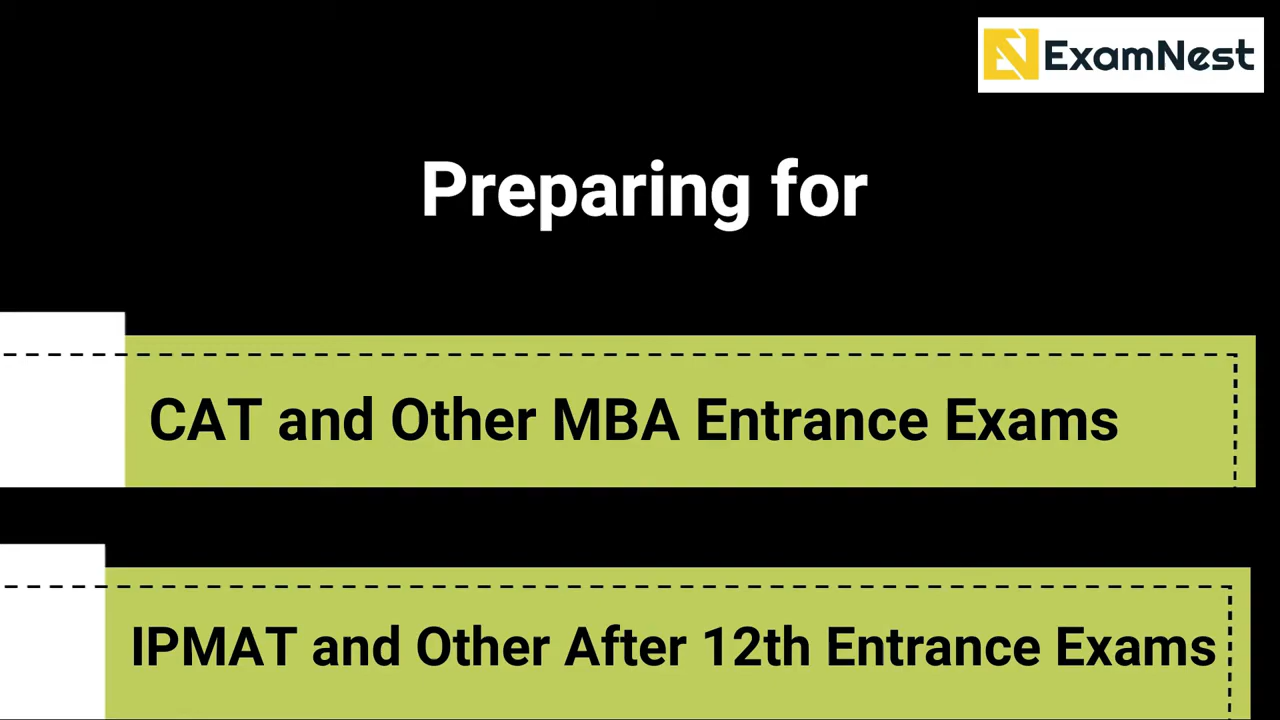 ExamNest
Preparing for
CAT and Other MBA Entrance Exams
IPMAT and Other After 12th Entrance Exams